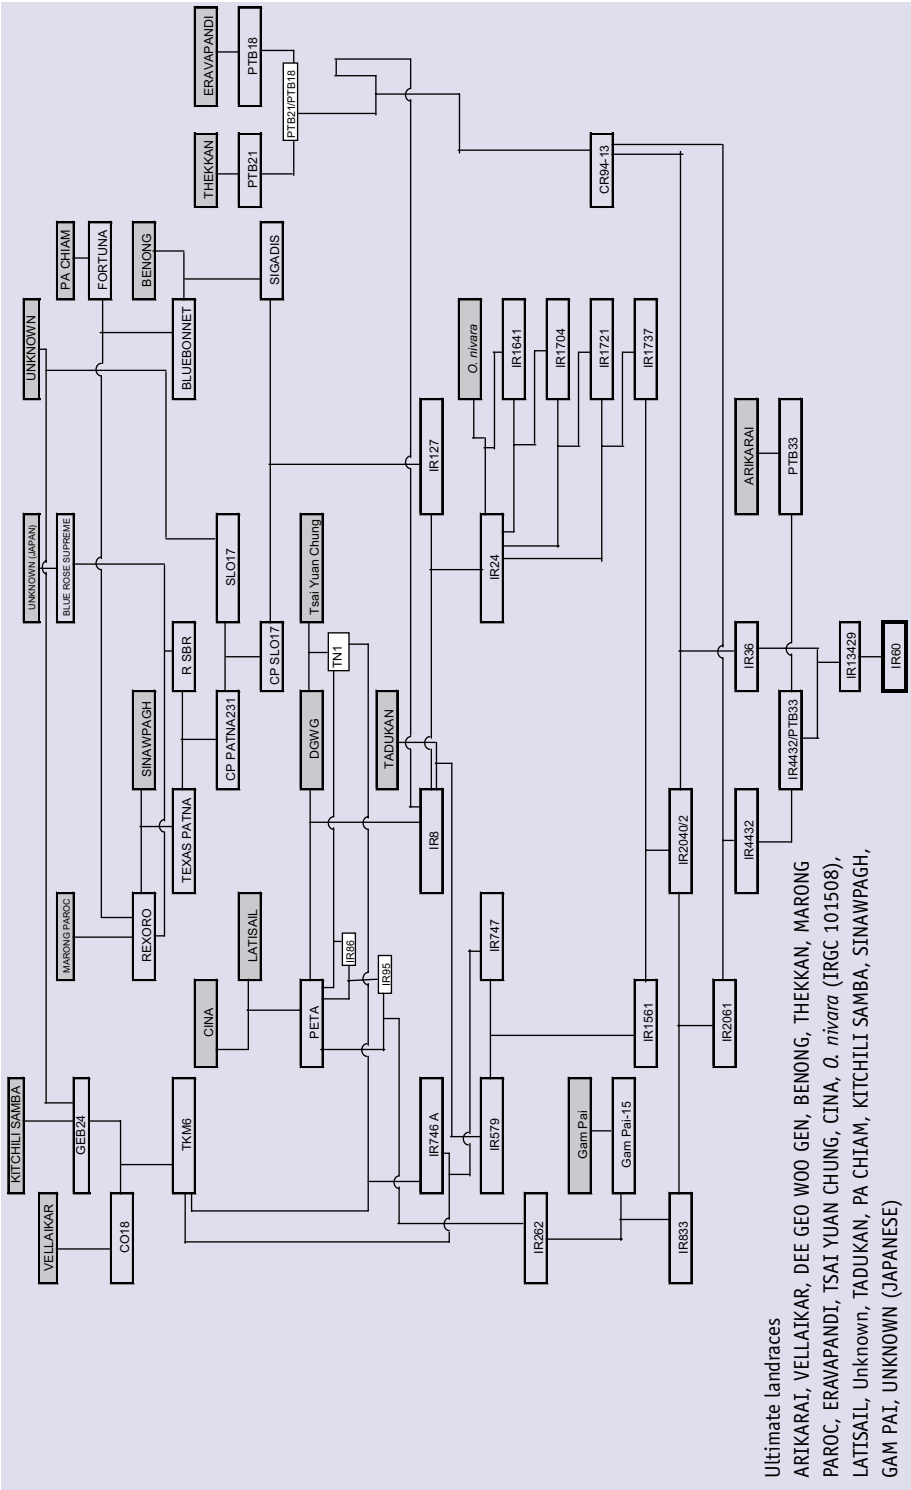 KITCHILI SAMBA
MARONG PAROC
UNKNOWN (JAPAN)
UNKNOWN
PA CHIAM
ERAVAPANDI
THEKKAN
VELLAIKAR
GEB24
BLUE ROSE SUPREME
FORTUNA
PTB18
PTB21
CO18
REXORO
SINAWPAGH
BENONG
PTB21/PTB18
TKM6
TEXAS PATNA
R SBR
BLUEBONNET
CINA
LATISAIL
CP PATNA231
SLO17
CP SLO17
SIGADIS
PETA
DGWG
Tsai Yuan Chung
TN1
IR86
IR95
TADUKAN
IR746 A
IR8
IR127
O. nivara
IR579
IR747
IR24
IR1641
IR262
IR1704
Gam Pai
IR1721
CR94-13
Gam Pai-15
IR1561
IR1737
IR833
IR2040/2
IR2061
IR4432
IR36
ARIKARAI
IR4432/PTB33
PTB33
IR13429
IR60
Ultimate landraces
ARIKARAI, VELLAIKAR, DEE GEO WOO GEN, BENONG, THEKKAN, MARONG
PAROC, ERAVAPANDI, TSAI YUAN CHUNG, CINA, O. nivara (IRGC 101508),
LATISAIL, Unknown, TADUKAN, PA CHIAM, KITCHILI SAMBA, SINAWPAGH,
GAM PAI, UNKNOWN (JAPANESE)